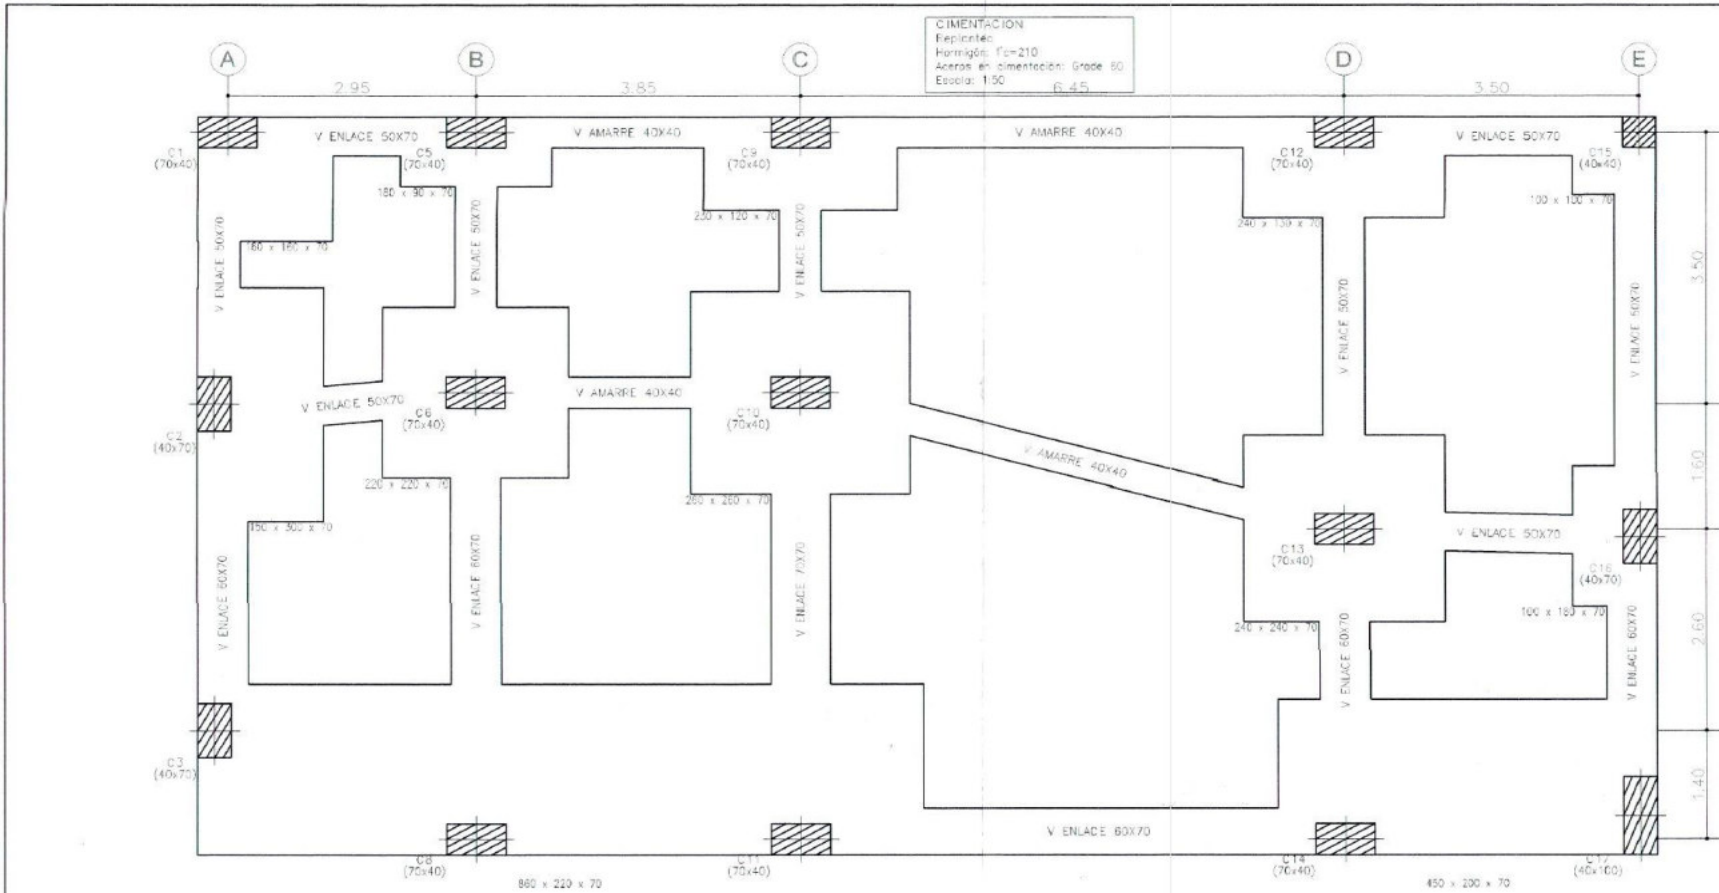 CIMENTACION
Replanteo
Hormigón: f'c=210
Aceros en cimentación: Grade 60
Escala: 1:50
A B C D E
2.95 3.85 6.45 3.50
V ENLACE 50X70 V AMARRE 40X40 V AMARRE 40X40 V ENLACE 50X70
C1 C5 C9 C12 C15
(70x40) (70x40) (70x40) (70x40) (40x40)
180 x 90 x 70
100 x 100 x 70
230 x 120 x 70
240 x 130 x 70
160 x 160 x 70
V ENLACE 50X70
V ENLACE 50X70
V ENLACE 50X70
V ENLACE 50X70
V ENLACE 50X70
3.50
V ENLACE 50X70 V AMARRE 40X40
C6 C10
(70x40) (70x40)
C2
(40x70)
V AMARRE 40X40
1.60
220 x 220 x 70
260 x 260 x 70
150 x 300 x 70
V ENLACE 50X70
C13
(70x40)
C16
(40x70)
100 x 180 x 70
240 x 240 x 70
V ENLACE 60X70
V ENLACE 60X70
V ENLACE 70X70
V ENLACE 60X70
V ENLACE 60X70
2.60
C3
(40x70)
1.40
V ENLACE 60X70
C8 C11 C14 C17
(70x40) (70x40) (70x40) (40x100)
860 x 220 x 70 450 x 200 x 70